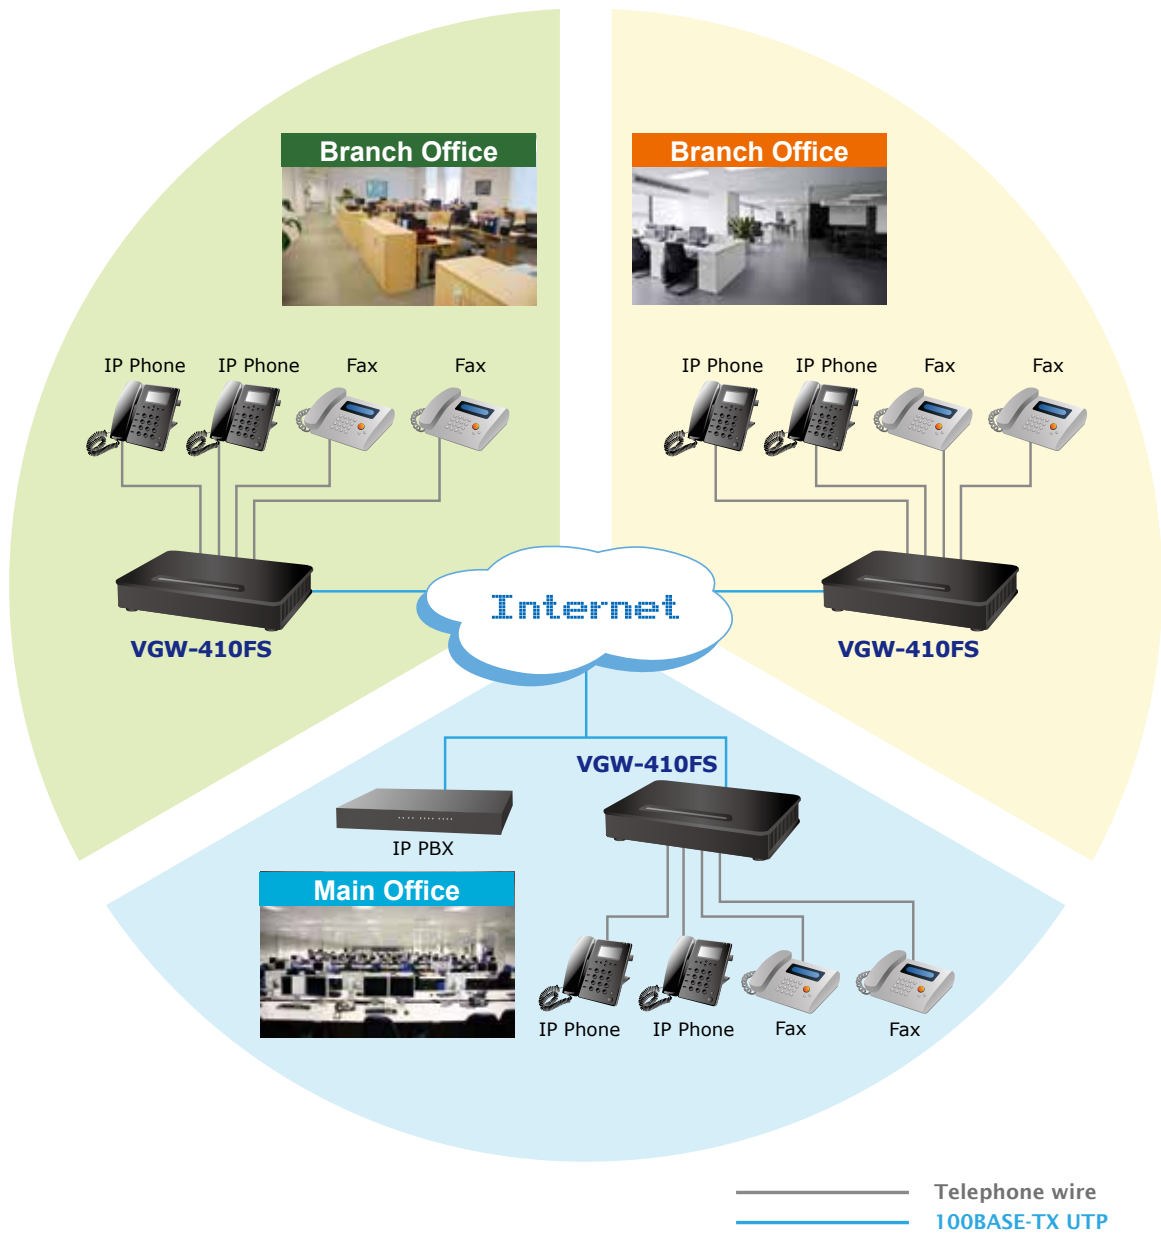 Branch Office
Branch Office
IP Phone IP Phone Fax Fax
IP Phone IP Phone Fax Fax
Internet
VGW-410FS
VGW-410FS
VGW-410FS
IP PBX
Main Office
IP Phone IP Phone Fax Fax
Telephone wire
100BASE-TX UTP